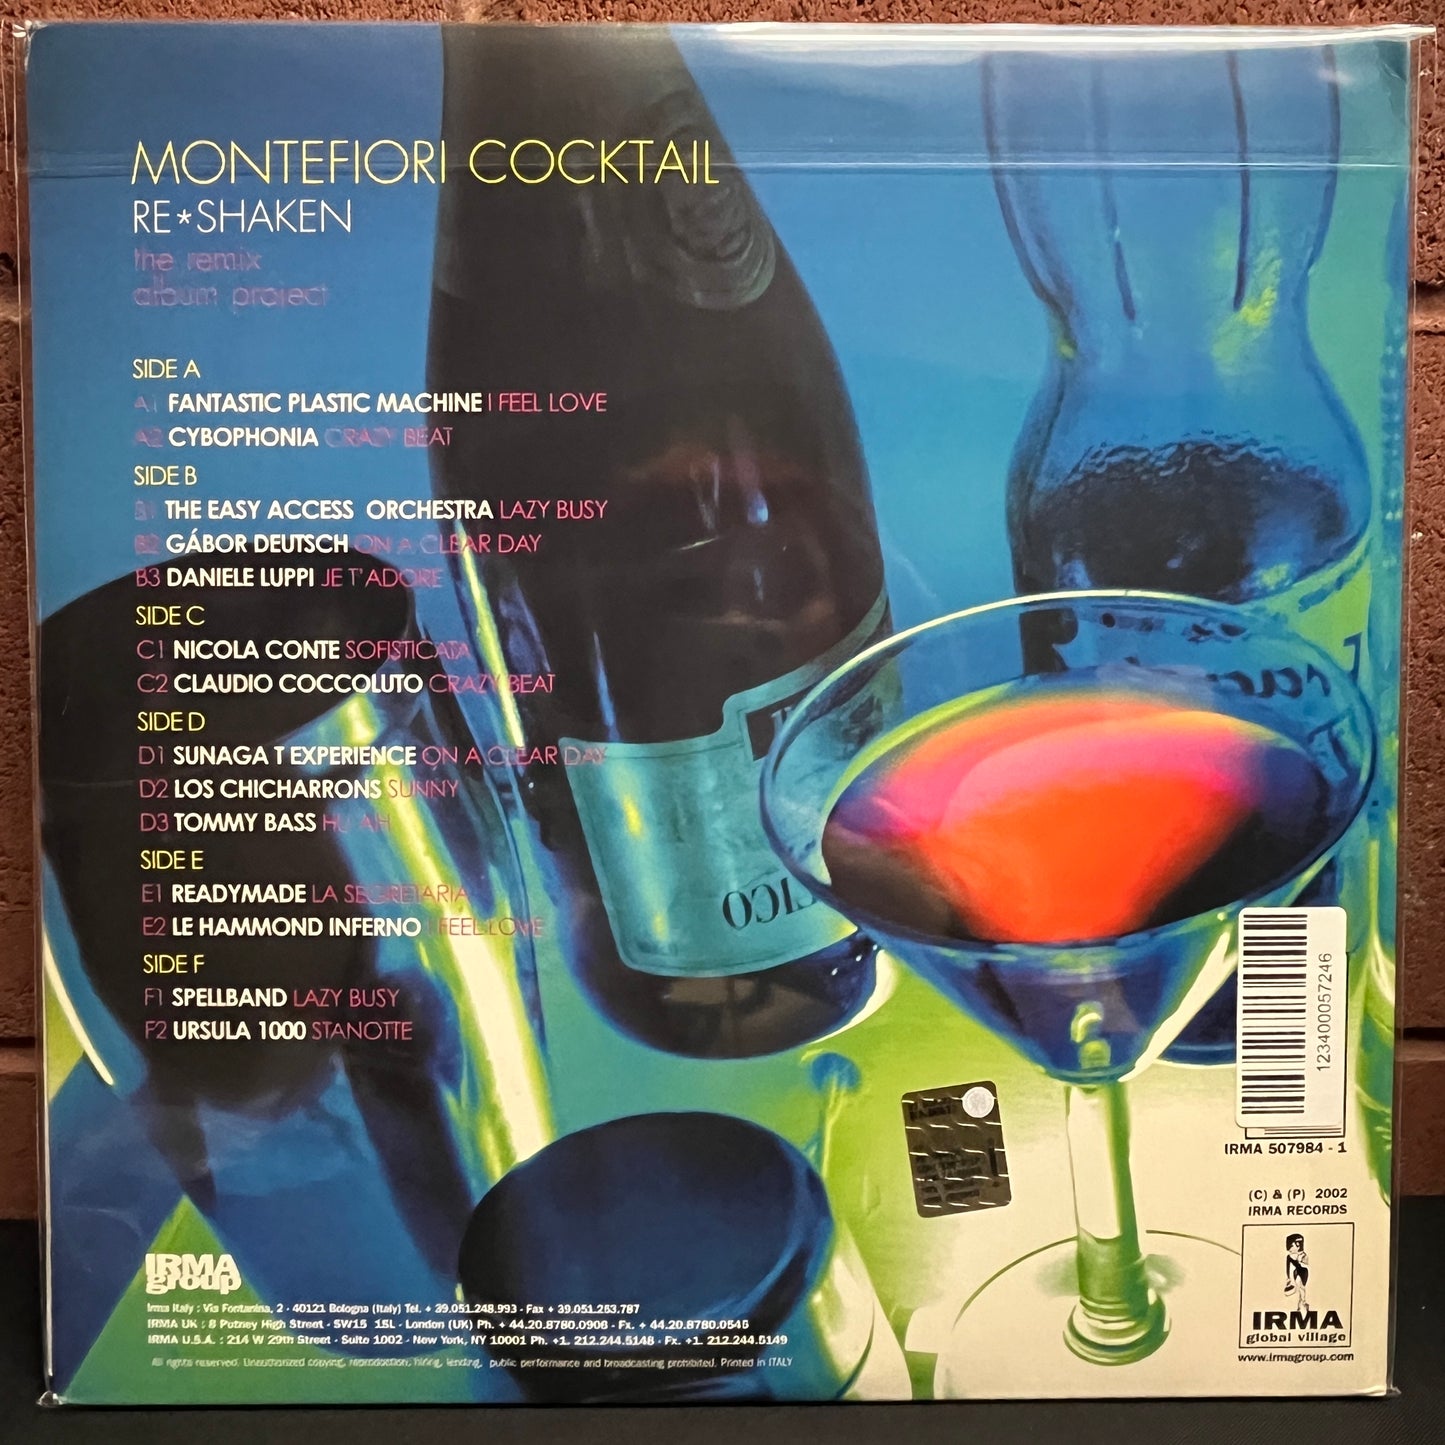 MONTEFIORI COCKTAIL
RE*SHAKEN
the remix
album project
SIDE A
A1 FANTASTIC PLASTIC MACHINE I FEEL LOVE
A2 CYBOPHONIA CRAZY BEAT
SIDE B
B1 THE EASY ACCESS ORCHESTRA LAZY BUSY
B2 GÁBOR DEUTSCH ON A CLEAR DAY
B3 DANIELE LUPPI JE T'ADORE
SIDE C
C1 NICOLA CONTE SOFISTICATA
C2 CLAUDIO COCCOLUTO CRAZY BEAT
SIDE D
D1 SUNAGA T EXPERIENCE ON A CLEAR DAY
D2 LOS CHICHARRONS SUNNY
D3 TOMMY BASS HU AH
SIDE E
E1 READYMADE LA SEGRETARIA
E2 LE HAMMOND INFERNO I FEEL LOVE
SIDE F
F1 SPELLBAND LAZY BUSY
F2 URSULA 1000 STANOTTE
123400057246
IRMA 507984 - 1
(C) & (P) 2002
IRMA RECORDS
IRMA
global village
www.irmagroup.com
IRMA
group
Irma Italy : Via Fontanina, 2 - 40121 Bologna (Italy) Tel. + 39.051.248.993 - Fax + 39.051.253.787
IRMA UK : 8 Putney High Street - SW15 1SL - London (UK) Ph. + 44.20.8780.0906 - Fx. + 44.20.8780.0545
IRMA U.S.A. : 214 W 29th Street - Suite 1002 - New York, NY 10001 Ph. +1. 212.244.5148 - Fx. +1. 212.244.5149
All rights reserved. Unauthorized copying, reproduction, hiring, lending, public performance and broadcasting prohibited. Printed in ITALY